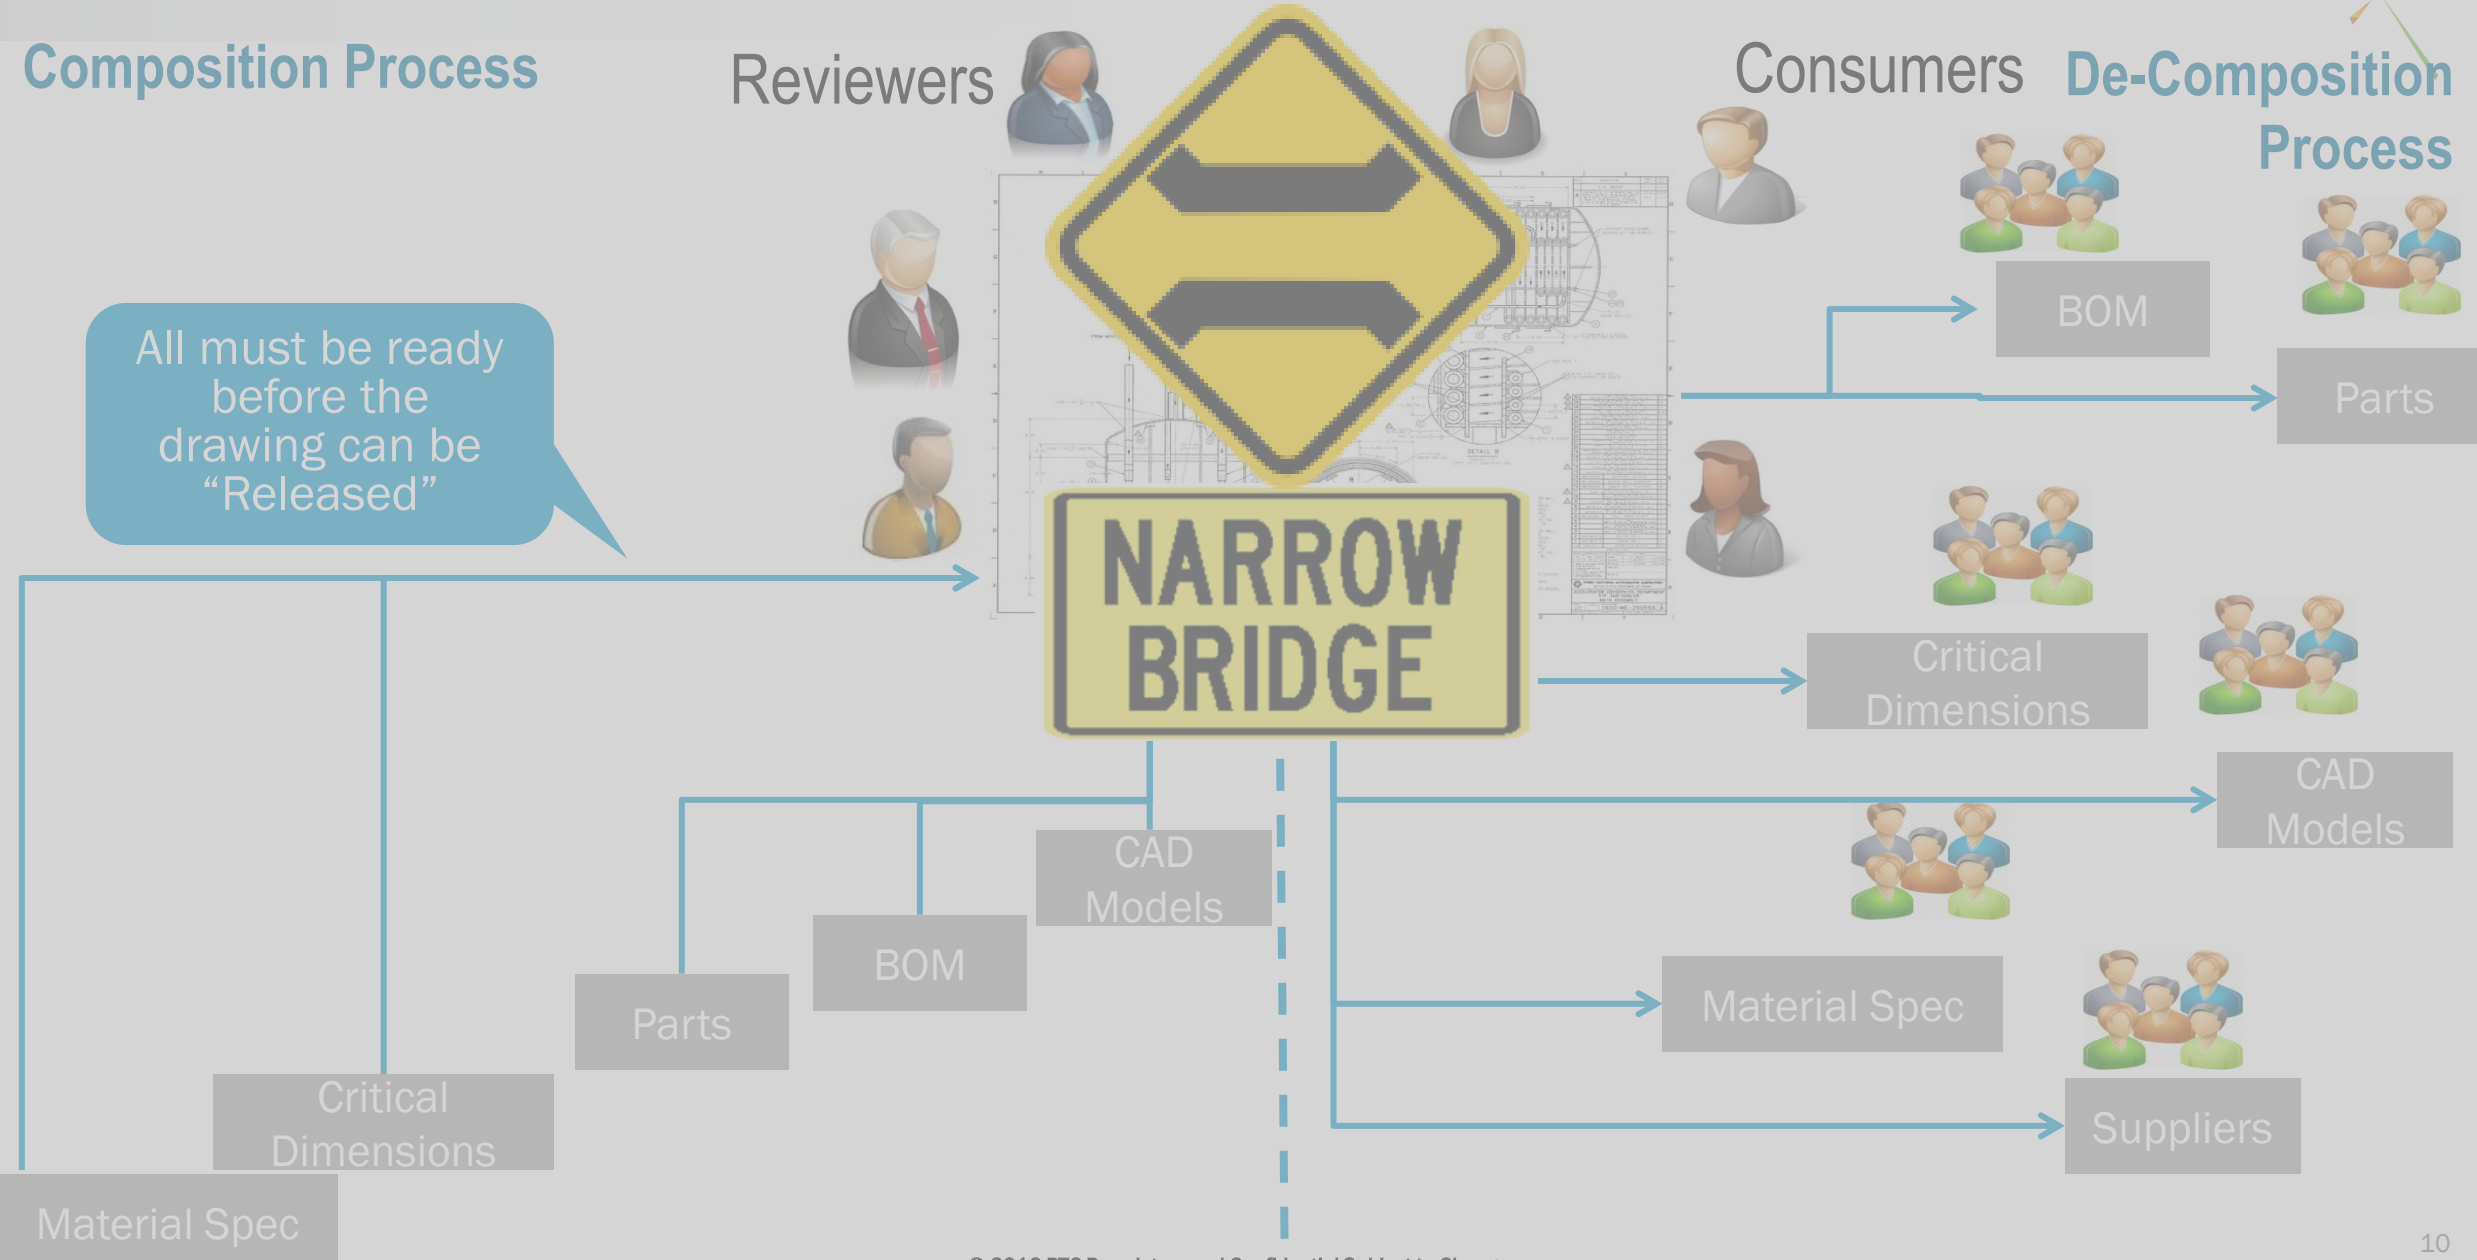 Composition Process
Reviewers
Consumers
De-Composition
Process
All must be ready
before the
drawing can be
“Released”
NARROW
BRIDGE
BOM
Parts
DETAIL B
Critical
Dimensions
CAD
Models
CAD
Models
BOM
Parts
Material Spec
Critical
Dimensions
Suppliers
Material Spec
10